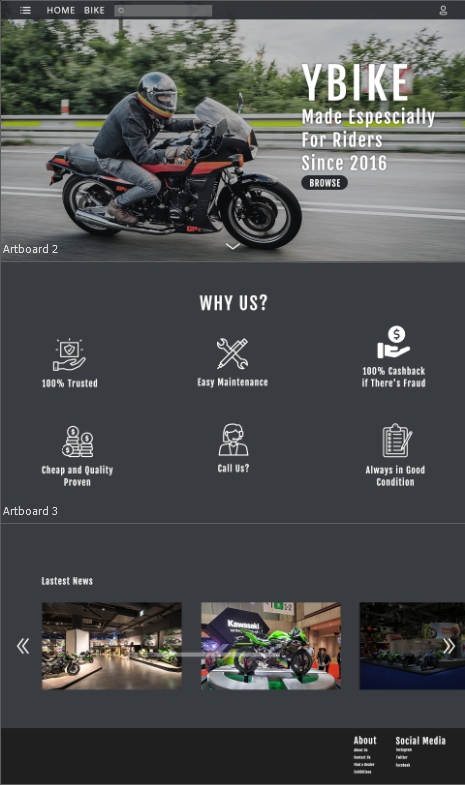 HOME BIKE
YBIKE
Made Espescially
For Riders
Since 2016
BROWSE
Artboard 2
WHY US?
100% Trusted
Easy Maintenance
100% Cashback
if There's Fraud
Cheap and Quality
Proven
Call Us?
Always in Good
Condition
Artboard 3
Lastest News
Kawasaki
About
About Us
Contact Us
Find a Dealer
Exhibitions
Social Media
Instagram
Twitter
Facebook